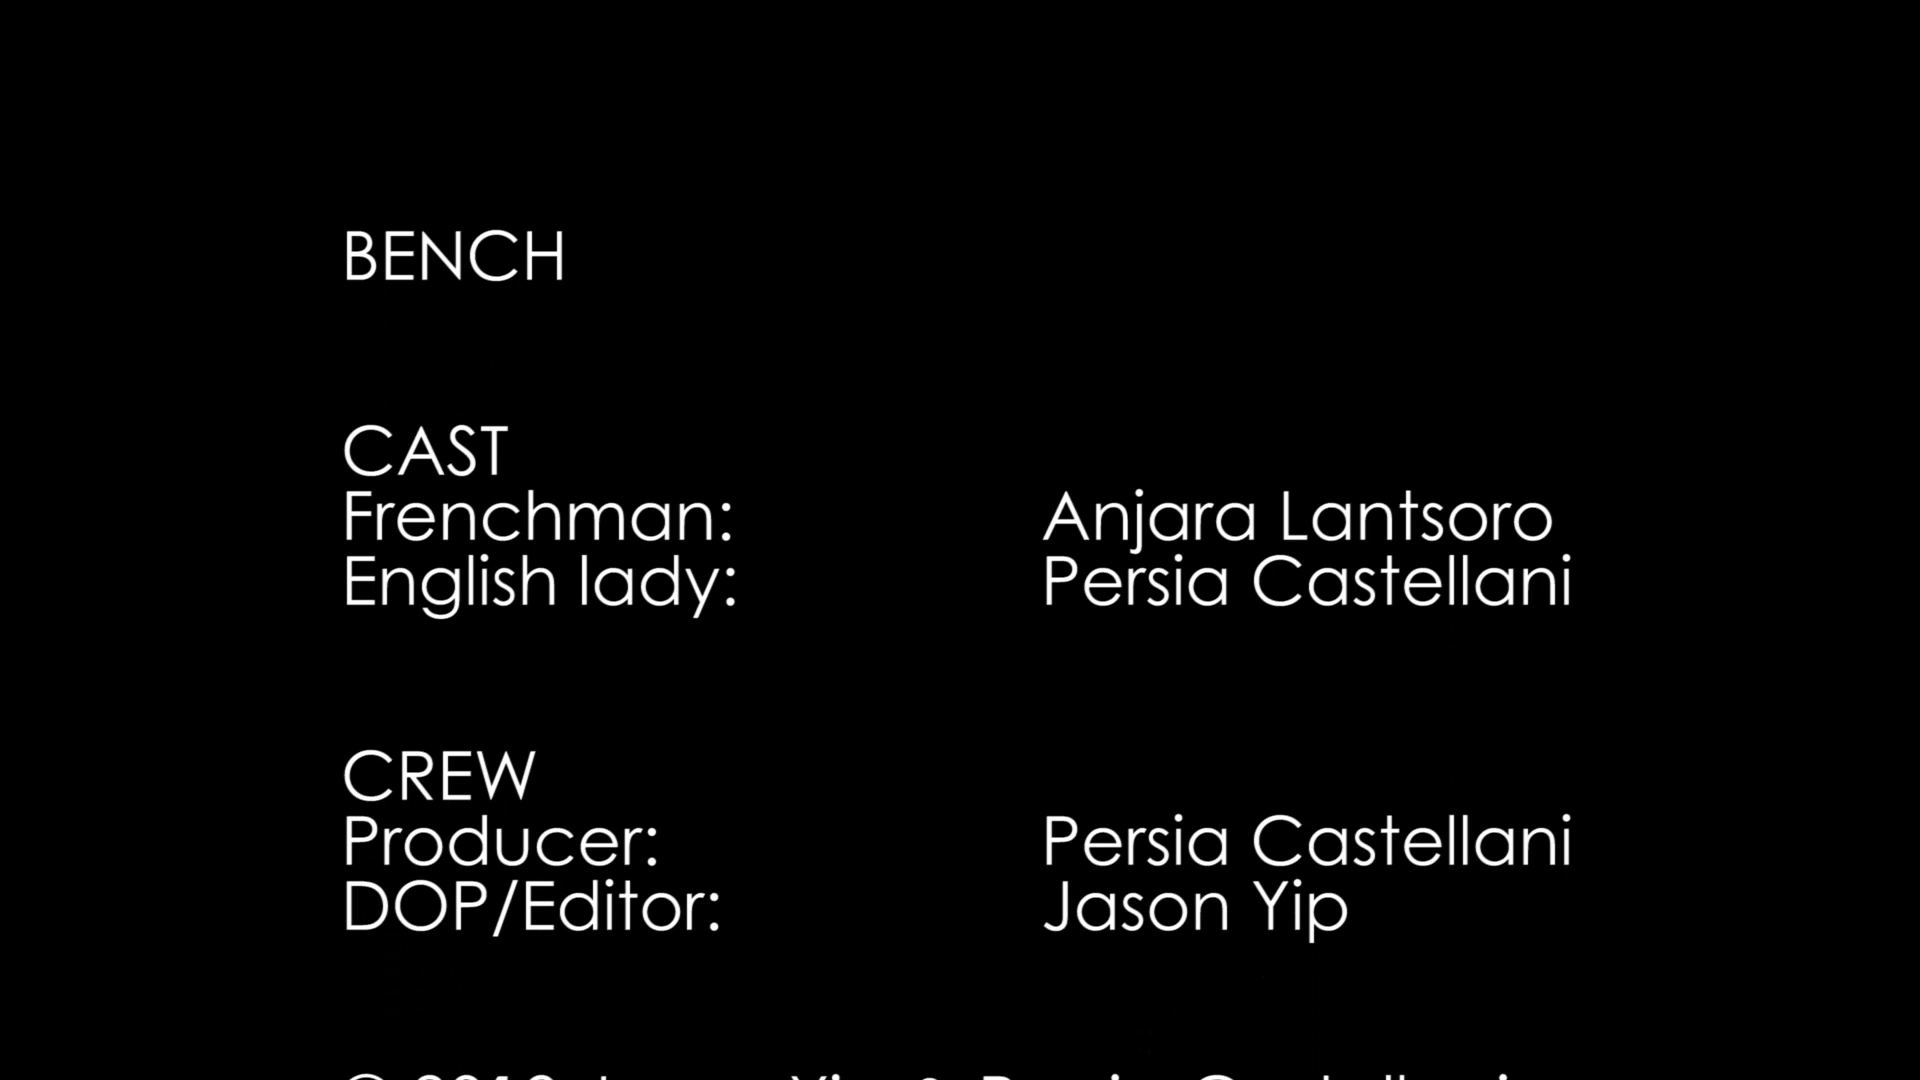 BENCH
CAST
Frenchman: Anjara Lantsoro
English lady: Persia Castellani
CREW
Producer: Persia Castellani
DOP/Editor: Jason Yip